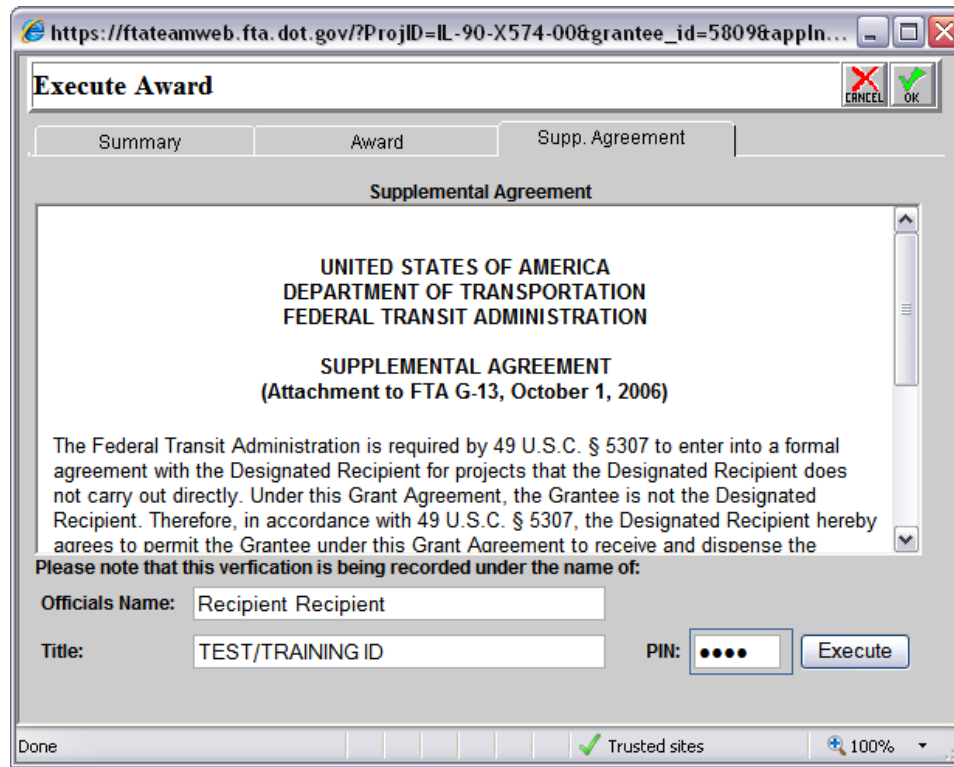 https://ftateamweb.fta.dot.gov/?ProjID=IL-90-X574-00&grantee_id=5809&appIn...
Execute Award
CANCEL
OK
Summary
Award
Supp. Agreement
Supplemental Agreement
UNITED STATES OF AMERICA
DEPARTMENT OF TRANSPORTATION
FEDERAL TRANSIT ADMINISTRATION
SUPPLEMENTAL AGREEMENT
(Attachment to FTA G-13, October 1, 2006)
The Federal Transit Administration is required by 49 U.S.C. § 5307 to enter into a formal
agreement with the Designated Recipient for projects that the Designated Recipient does
not carry out directly. Under this Grant Agreement, the Grantee is not the Designated
Recipient. Therefore, in accordance with 49 U.S.C. § 5307, the Designated Recipient hereby
agrees to permit the Grantee under this Grant Agreement to receive and dispense the
Please note that this verfication is being recorded under the name of:
Officials Name: Recipient Recipient
Title: TEST/TRAINING ID PIN: •••• Execute
Done Trusted sites 100%